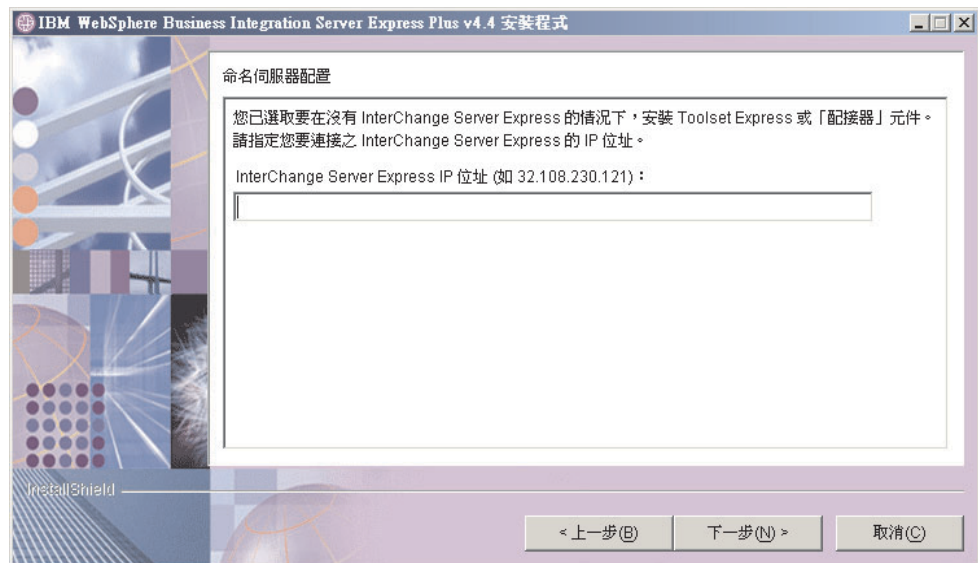 IBM WebSphere Business Integration Server Express Plus v4.4 安裝程式
命名伺服器配置
您已選取要在沒有 InterChange Server Express 的情況下，安裝 Toolset Express 或「配接器」元件。
請指定您要連接之 InterChange Server Express 的 IP 位址。
InterChange Server Express IP 位址 (如 32.108.230.121)：
InstallShield
< 上一步(B)
下一步(N) >
取消(C)